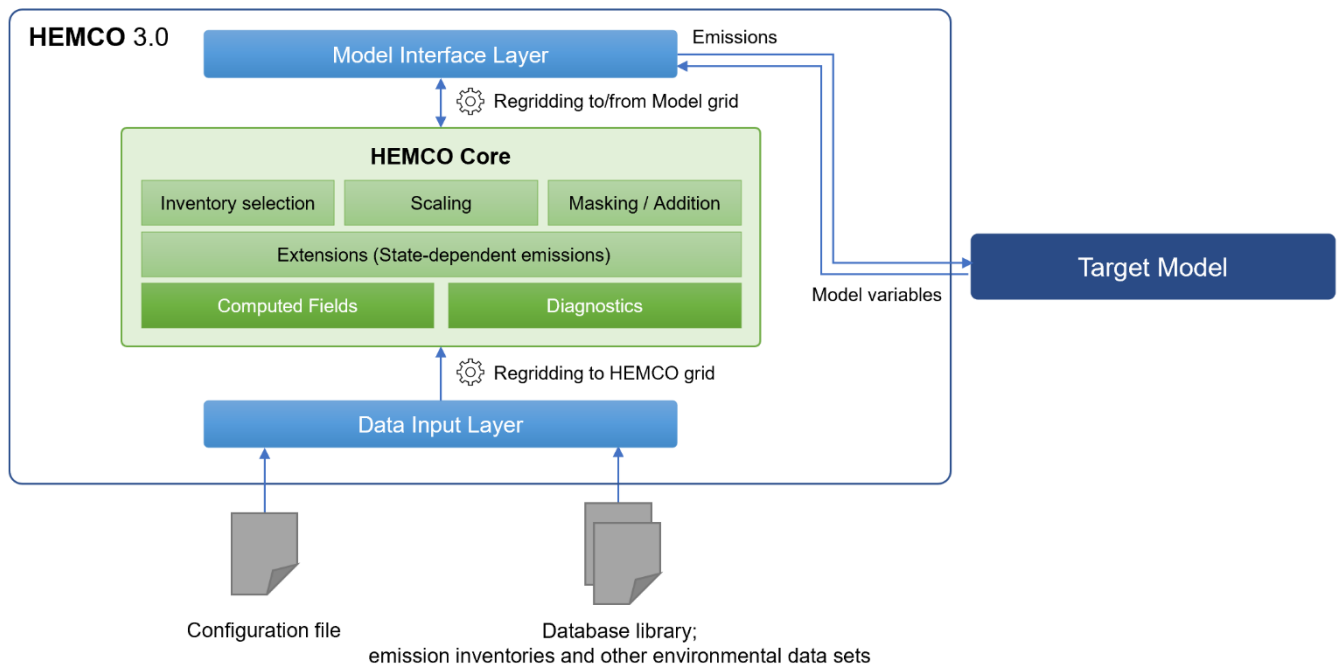 HEMCO 3.0
Model Interface Layer
Emissions
Regridding to/from Model grid
HEMCO Core
Inventory selection
Scaling
Masking / Addition
Extensions (State-dependent emissions)
Computed Fields
Diagnostics
Target Model
Model variables
Regridding to HEMCO grid
Data Input Layer
Configuration file
Database library;
emission inventories and other environmental data sets